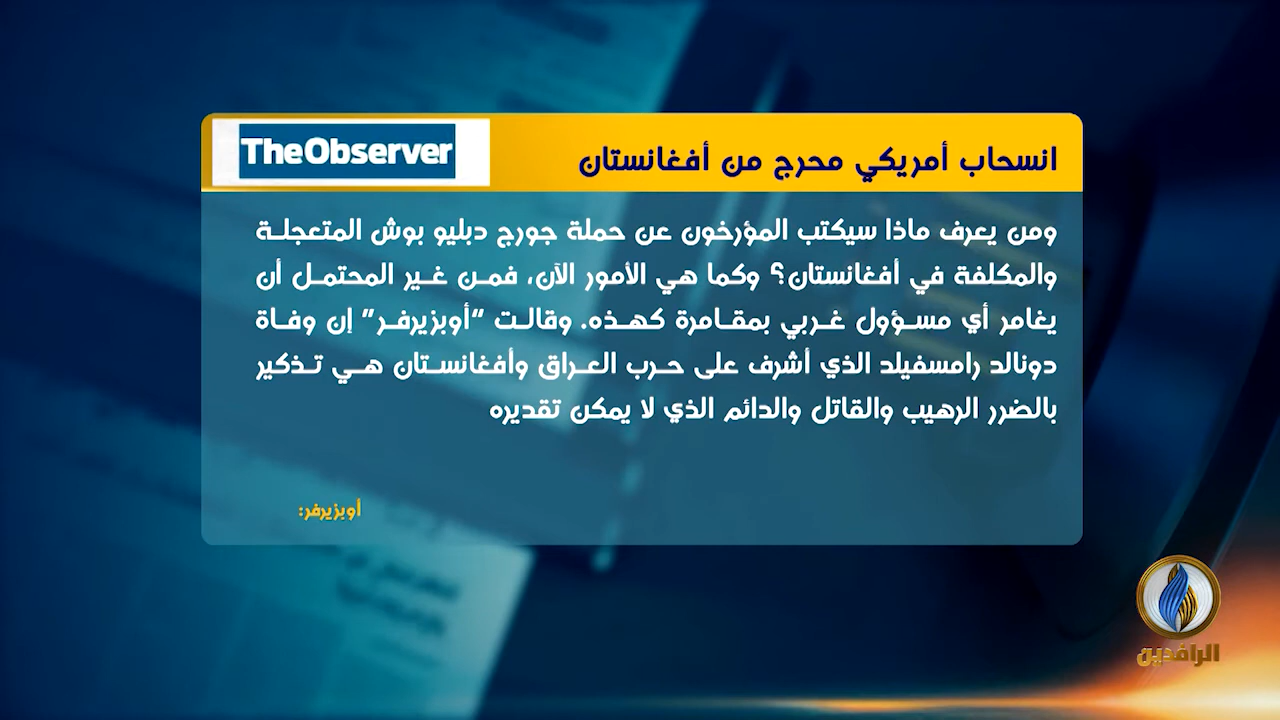 انسحاب أمريكي محرج من أفغانستان
TheObserver
ومن يعرف ماذا سيكتب المؤرخون عن حملة جورج دبليو بوش المتعجلة
والمكلفة في أفغانستان؟ وكما هي الأمور الآن، فمن غير المحتمل أن
يغامر أي مسؤول غربي بمقامرة كهذه. وقالت "أوبزيرفر" إن وفاة
دونالد رامسفيلد الذي أشرف على حرب العراق وأفغانستان هي تذكير
بالضرر الرهيب والقاتل والدائم الذي لا يمكن تقديره
أوبزيرفر:
الرافدين